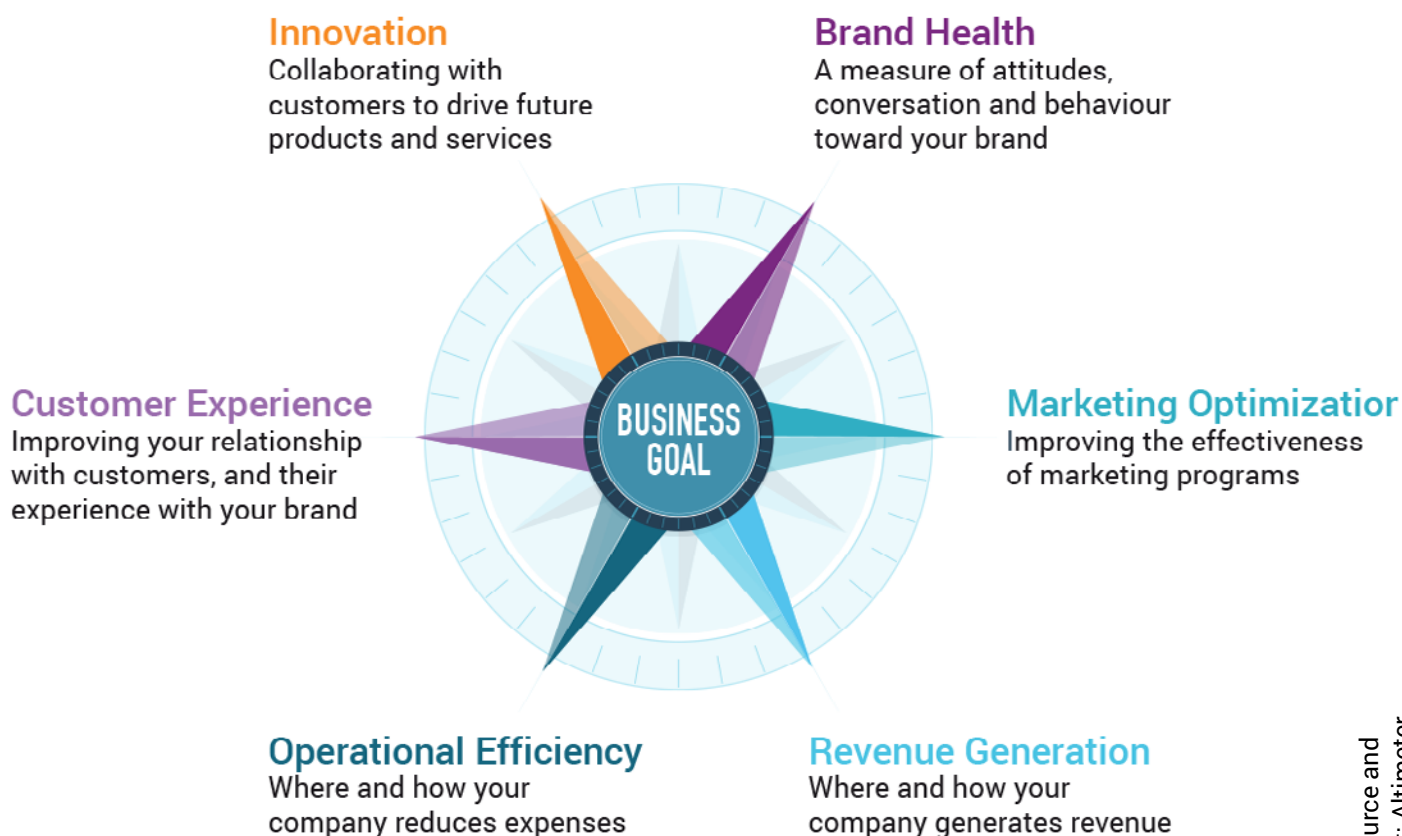 Innovation
Collaborating with
customers to drive future
products and services
Brand Health
A measure of attitudes,
conversation and behaviour
toward your brand
Customer Experience
Improving your relationship
with customers, and their
experience with your brand
BUSINESS
GOAL
Marketing Optimization
Improving the effectiveness
of marketing programs
Operational Efficiency
Where and how your
company reduces expenses
Revenue Generation
Where and how your
company generates revenue
urce and
: Altimeter